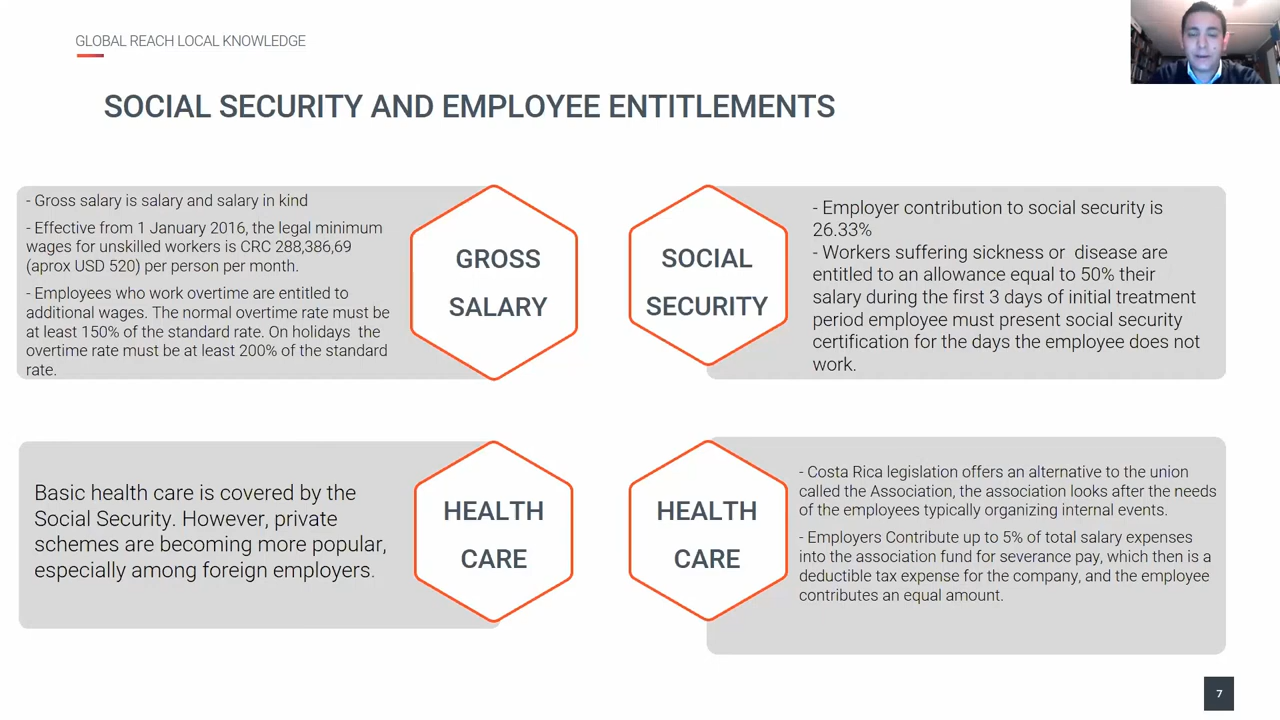 GLOBAL REACH LOCAL KNOWLEDGE
SOCIAL SECURITY AND EMPLOYEE ENTITLEMENTS
- Gross salary is salary and salary in kind
- Effective from 1 January 2016, the legal minimum
wages for unskilled workers is CRC 288,386,69
(aprox USD 520) per person per month.
- Employees who work overtime are entitled to
additional wages. The normal overtime rate must be
at least 150% of the standard rate. On holidays the
overtime rate must be at least 200% of the standard
rate.
GROSS
SALARY
SOCIAL
SECURITY
- Employer contribution to social security is
26.33%
- Workers suffering sickness or disease are
entitled to an allowance equal to 50% their
salary during the first 3 days of initial treatment
period employee must present social security
certification for the days the employee does not
work.
Basic health care is covered by the
Social Security. However, private
schemes are becoming more popular,
especially among foreign employers.
HEALTH
CARE
HEALTH
CARE
- Costa Rica legislation offers an alternative to the union
called the Association, the association looks after the needs
of the employees typically organizing internal events.
- Employers Contribute up to 5% of total salary expenses
into the association fund for severance pay, which then is a
deductible tax expense for the company, and the employee
contributes an equal amount.
7